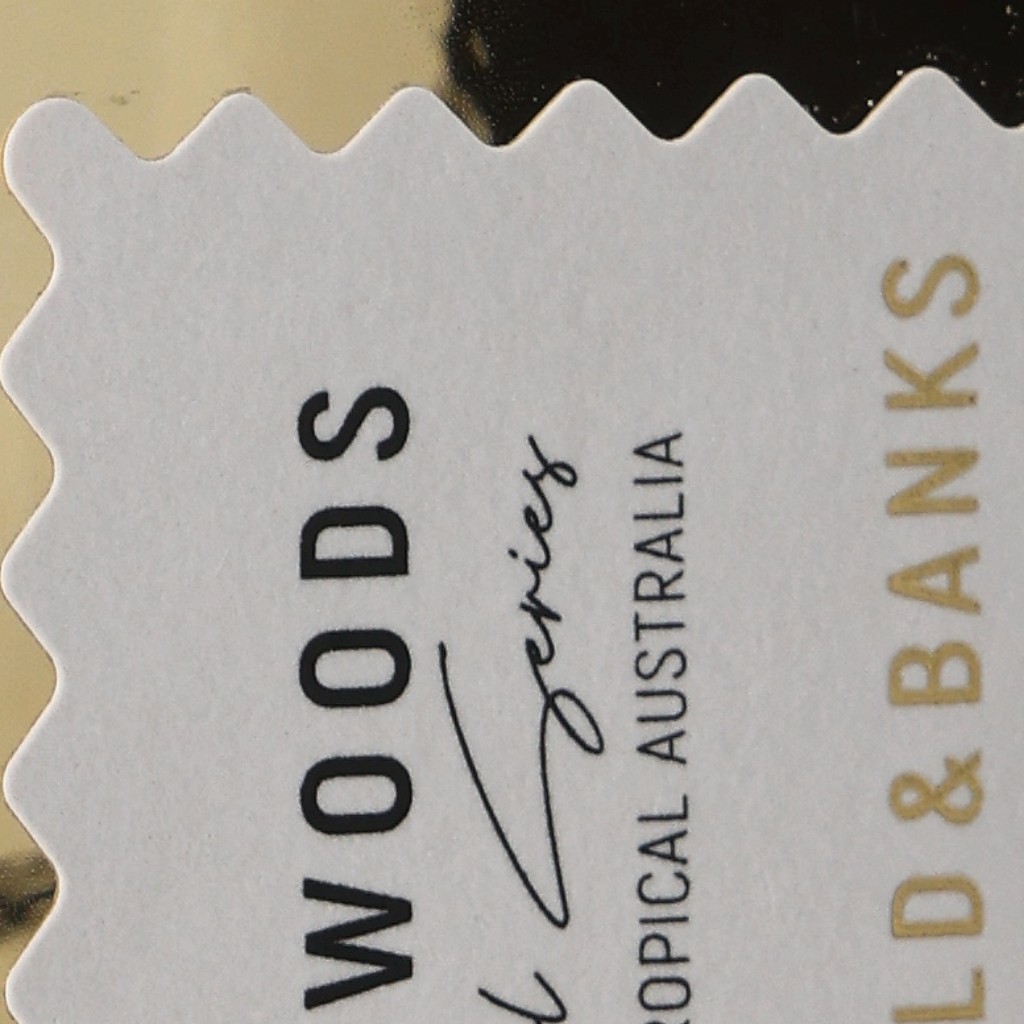 WOODS
l Series
ROPICAL AUSTRALIA
LD & BANKS